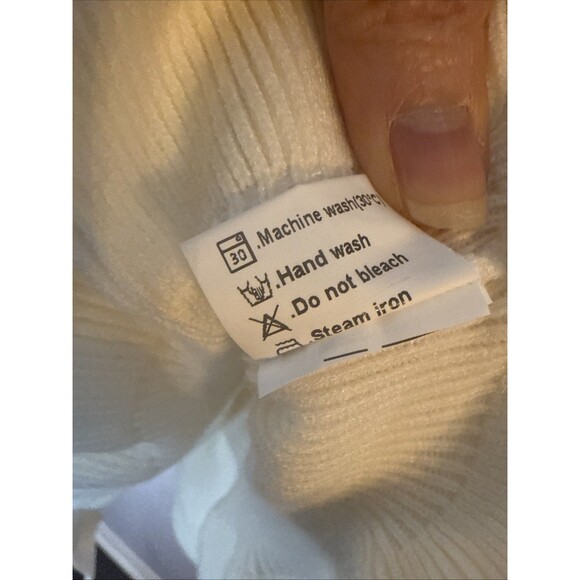 30 .Machine wash(30°C)
.Hand wash
.Do not bleach
.Steam iron